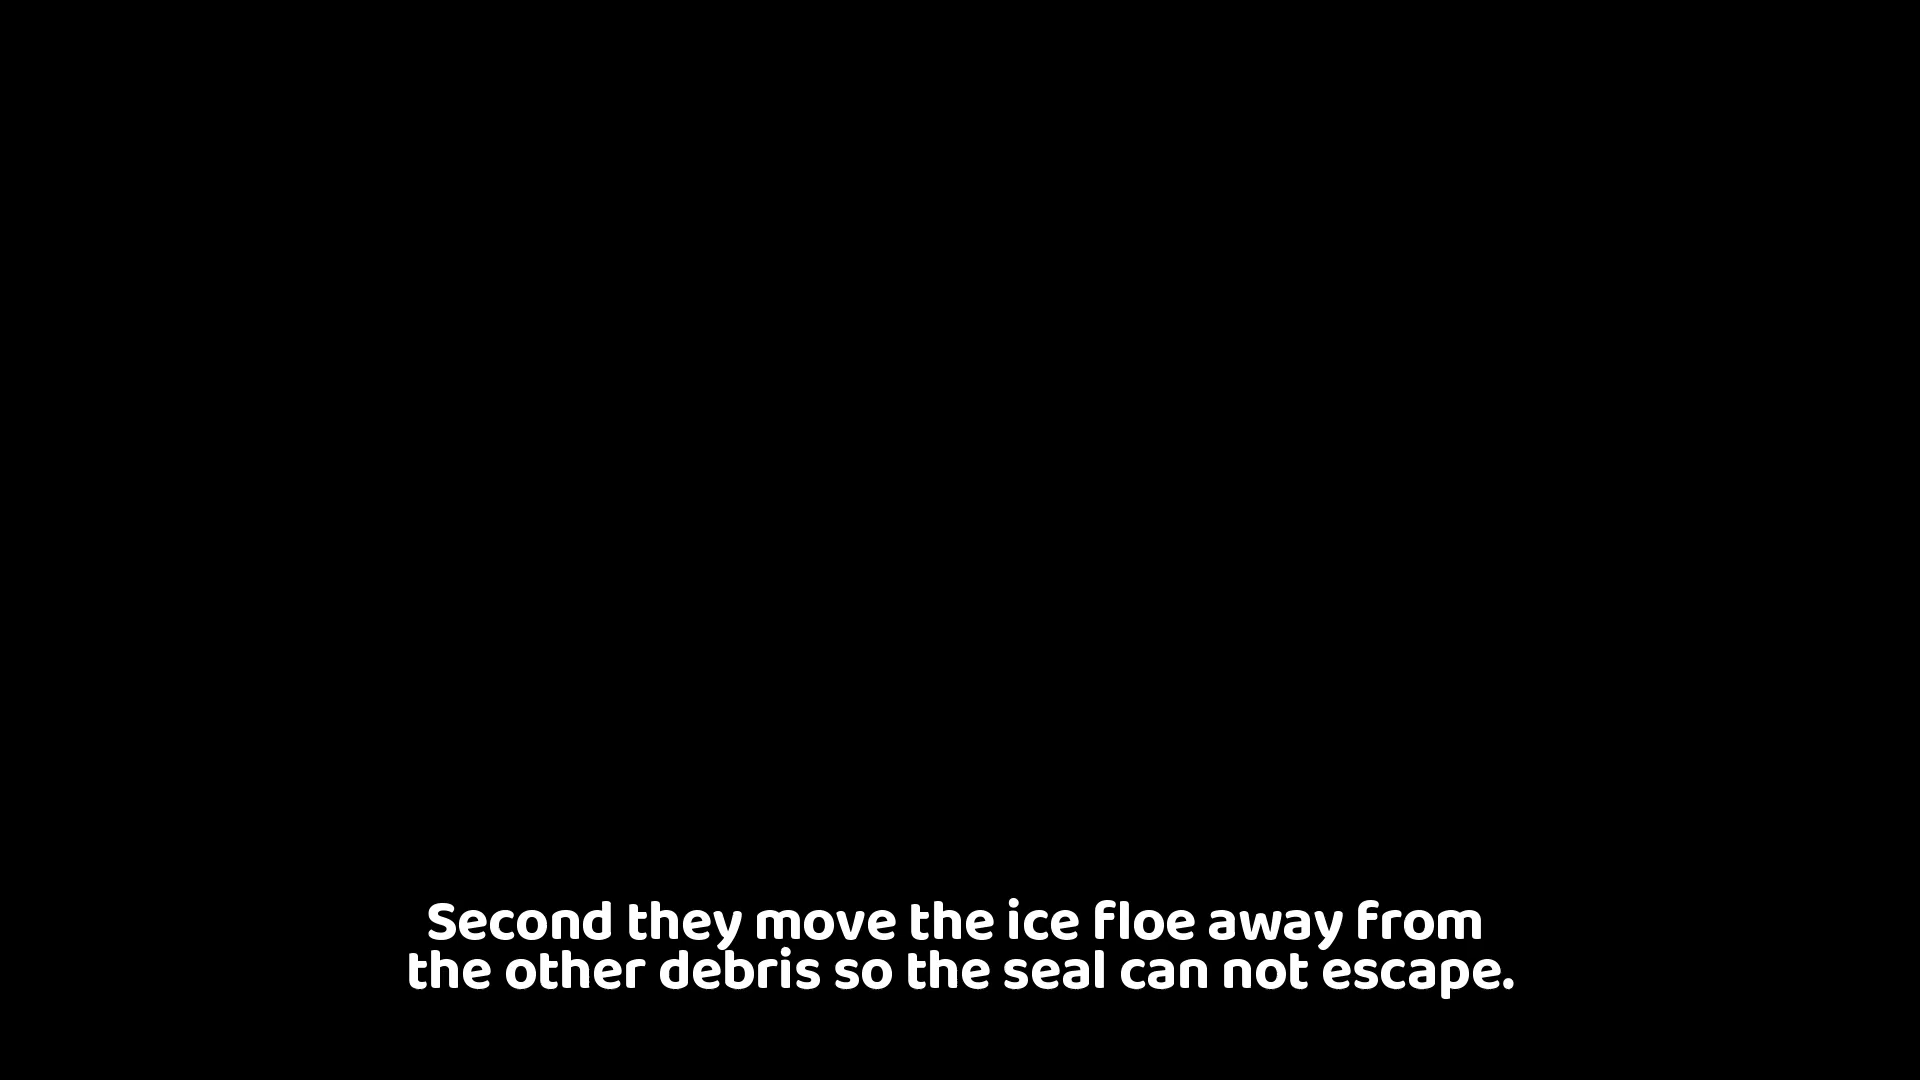 Second they move the ice floe away from
the other debris so the seal can not escape.